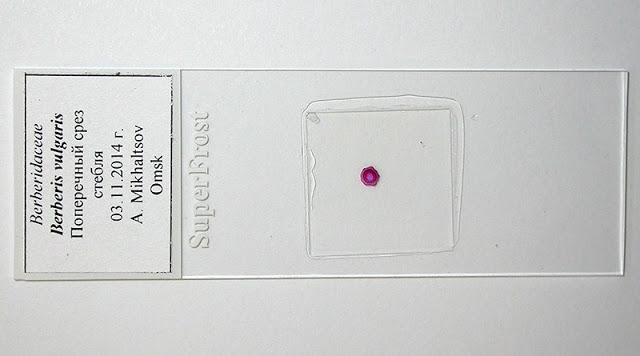 Berberidaceae
Berberis vulgaris
Поперечный срез
стебля
03.11.2014 г.
A. Mikhaltsov
Omsk
SuperFrost